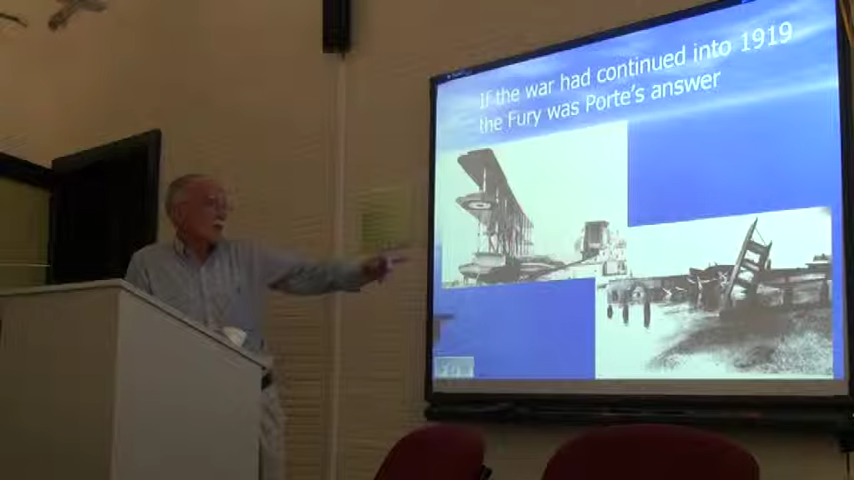 If the war had continued into 1919
the Fury was Porte's answer